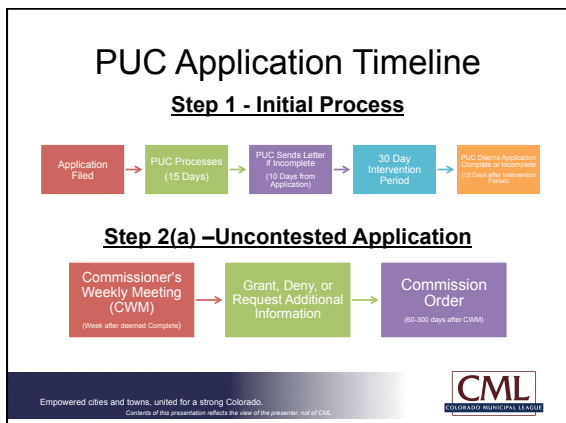 PUC Application Timeline
Step 1 - Initial Process
Application
Filed
PUC Processes
(15 Days)
PUC Sends Letter
if Incomplete
(10 Days from
Application)
30 Day
Intervention
Period
PUC Deems Application
Complete or Incomplete
(15 Days after Intervention
Period)
Step 2(a) –Uncontested Application
Commissioner's
Weekly Meeting
(CWM)
(Week after deemed Complete)
Grant, Deny, or
Request Additional
Information
Commission
Order
(60-300 days after CWM)
Empowered cities and towns, united for a strong Colorado.
Contents of this presentation reflects the view of the presenter, not of CML.
CML
COLORADO MUNICIPAL LEAGUE